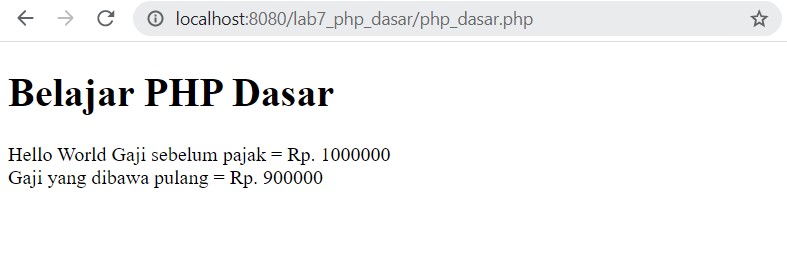 localhost:8080/lab7_php_dasar/php_dasar.php
Belajar PHP Dasar
Hello World Gaji sebelum pajak = Rp. 1000000
Gaji yang dibawa pulang = Rp. 900000